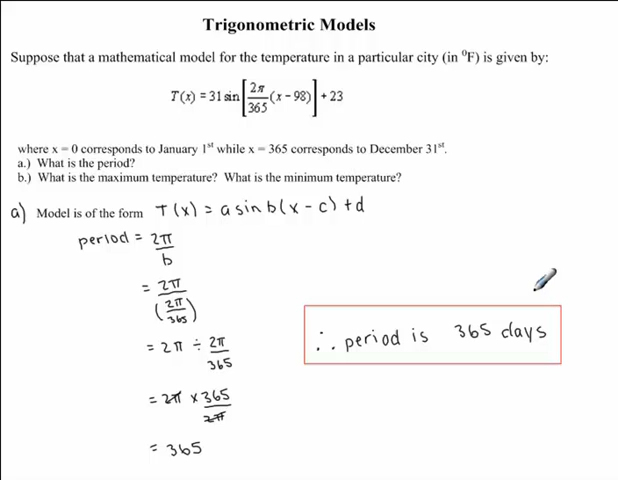 Trigonometric Models
Suppose that a mathematical model for the temperature in a particular city (in ⁰F) is given by:
T(x) = 31 sin[2π/365 (x − 98)] + 23
where x = 0 corresponds to January 1ˢᵗ while x = 365 corresponds to December 31ˢᵗ.
a.) What is the period?
b.) What is the maximum temperature? What is the minimum temperature?
a) Model is of the form T(x) = a sin b(x − c) + d
period = 2π/b
= 2π/(2π/365)
= 2π ÷ 2π/365
∴ period is 365 days
= 2π × 365/2π
= 365